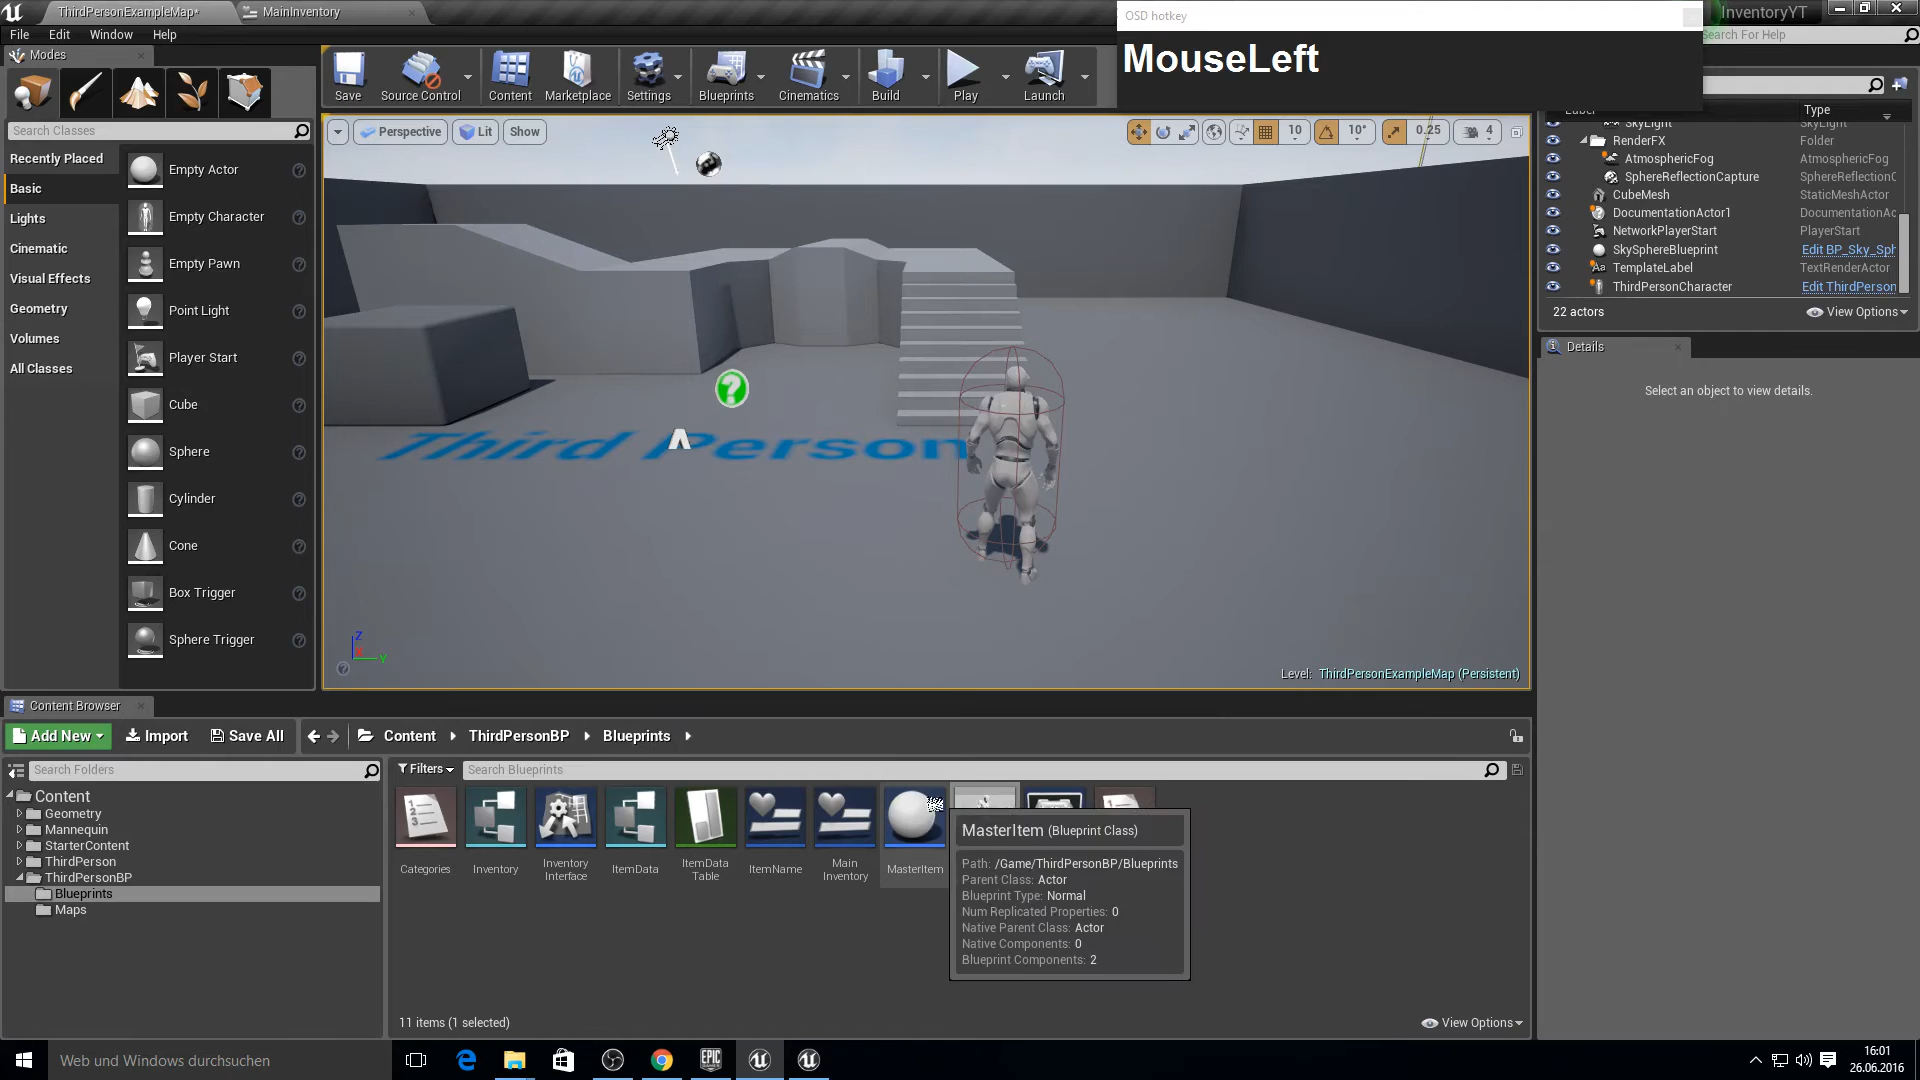 ThirdPersonExampleMap*
MainInventory
OSD hotkey
MouseLeft
InventoryYT
File
Edit
Window
Help
Search For Help
Modes
Save
Source Control
Content
Marketplace
Settings
Blueprints
Cinematics
Build
Play
Launch
Search Classes
Recently Placed
Basic
Lights
Cinematic
Visual Effects
Geometry
Volumes
All Classes
Empty Actor
Empty Character
Empty Pawn
Point Light
Player Start
Cube
Sphere
Cylinder
Cone
Box Trigger
Sphere Trigger
Perspective
Lit
Show
10
10°
0.25
4
Third Person
Z
X
Y
Level: ThirdPersonExampleMap (Persistent)
Label
Type
SkyLight
SkyLight
RenderFX
Folder
AtmosphericFog
AtmosphericFog
SphereReflectionCapture
SphereReflectionC
CubeMesh
StaticMeshActor
DocumentationActor1
DocumentationAc
NetworkPlayerStart
PlayerStart
SkySphereBlueprint
Edit BP_Sky_Sph
TemplateLabel
TextRenderActor
ThirdPersonCharacter
Edit ThirdPerson
22 actors
View Options
Details
Select an object to view details.
Content Browser
Add New
Import
Save All
Content
ThirdPersonBP
Blueprints
Search Folders
Filters
Search Blueprints
Content
Geometry
Mannequin
StarterContent
ThirdPerson
ThirdPersonBP
Blueprints
Maps
Categories
Inventory
Inventory
Interface
ItemData
ItemData
Table
ItemName
Main
Inventory
MasterItem
MasterItem (Blueprint Class)
Path: /Game/ThirdPersonBP/Blueprints
Parent Class: Actor
Blueprint Type: Normal
Num Replicated Properties: 0
Native Parent Class: Actor
Native Components: 0
Blueprint Components: 2
11 items (1 selected)
View Options
Web und Windows durchsuchen
EPIC
16:01
26.06.2016